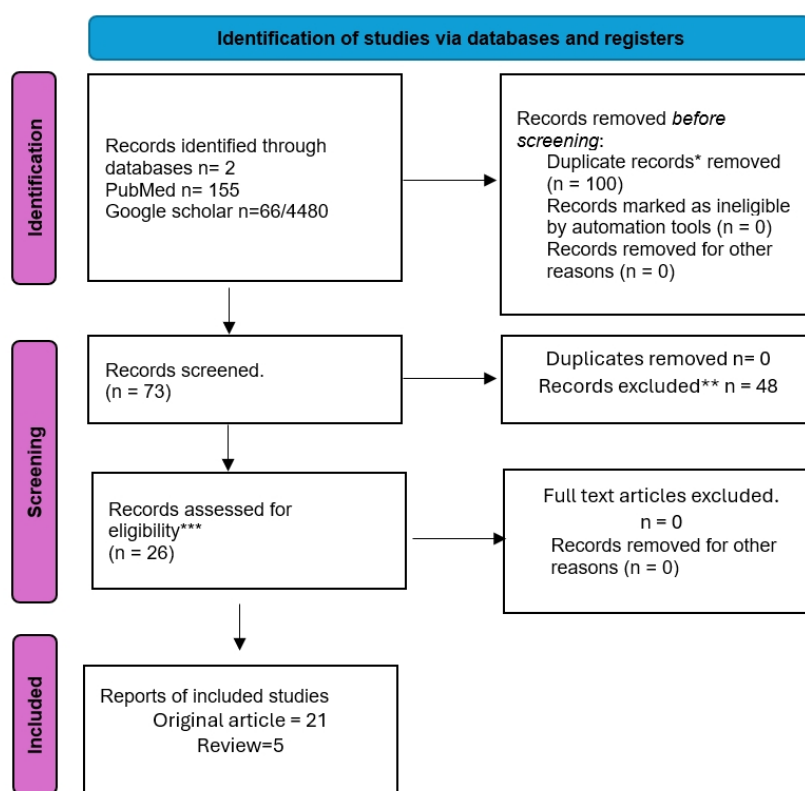 Identification of studies via databases and registers
Identification
Records identified through
databases n= 2
PubMed n= 155
Google scholar n=66/4480
Records removed before
screening:
Duplicate records* removed
(n = 100)
Records marked as ineligible
by automation tools (n = 0)
Records removed for other
reasons (n = 0)
Screening
Records screened.
(n = 73)
Duplicates removed n= 0
Records excluded** n = 48
Records assessed for
eligibility***
(n = 26)
Full text articles excluded.
n = 0
Records removed for other
reasons (n = 0)
Included
Reports of included studies
Original article = 21
Review=5